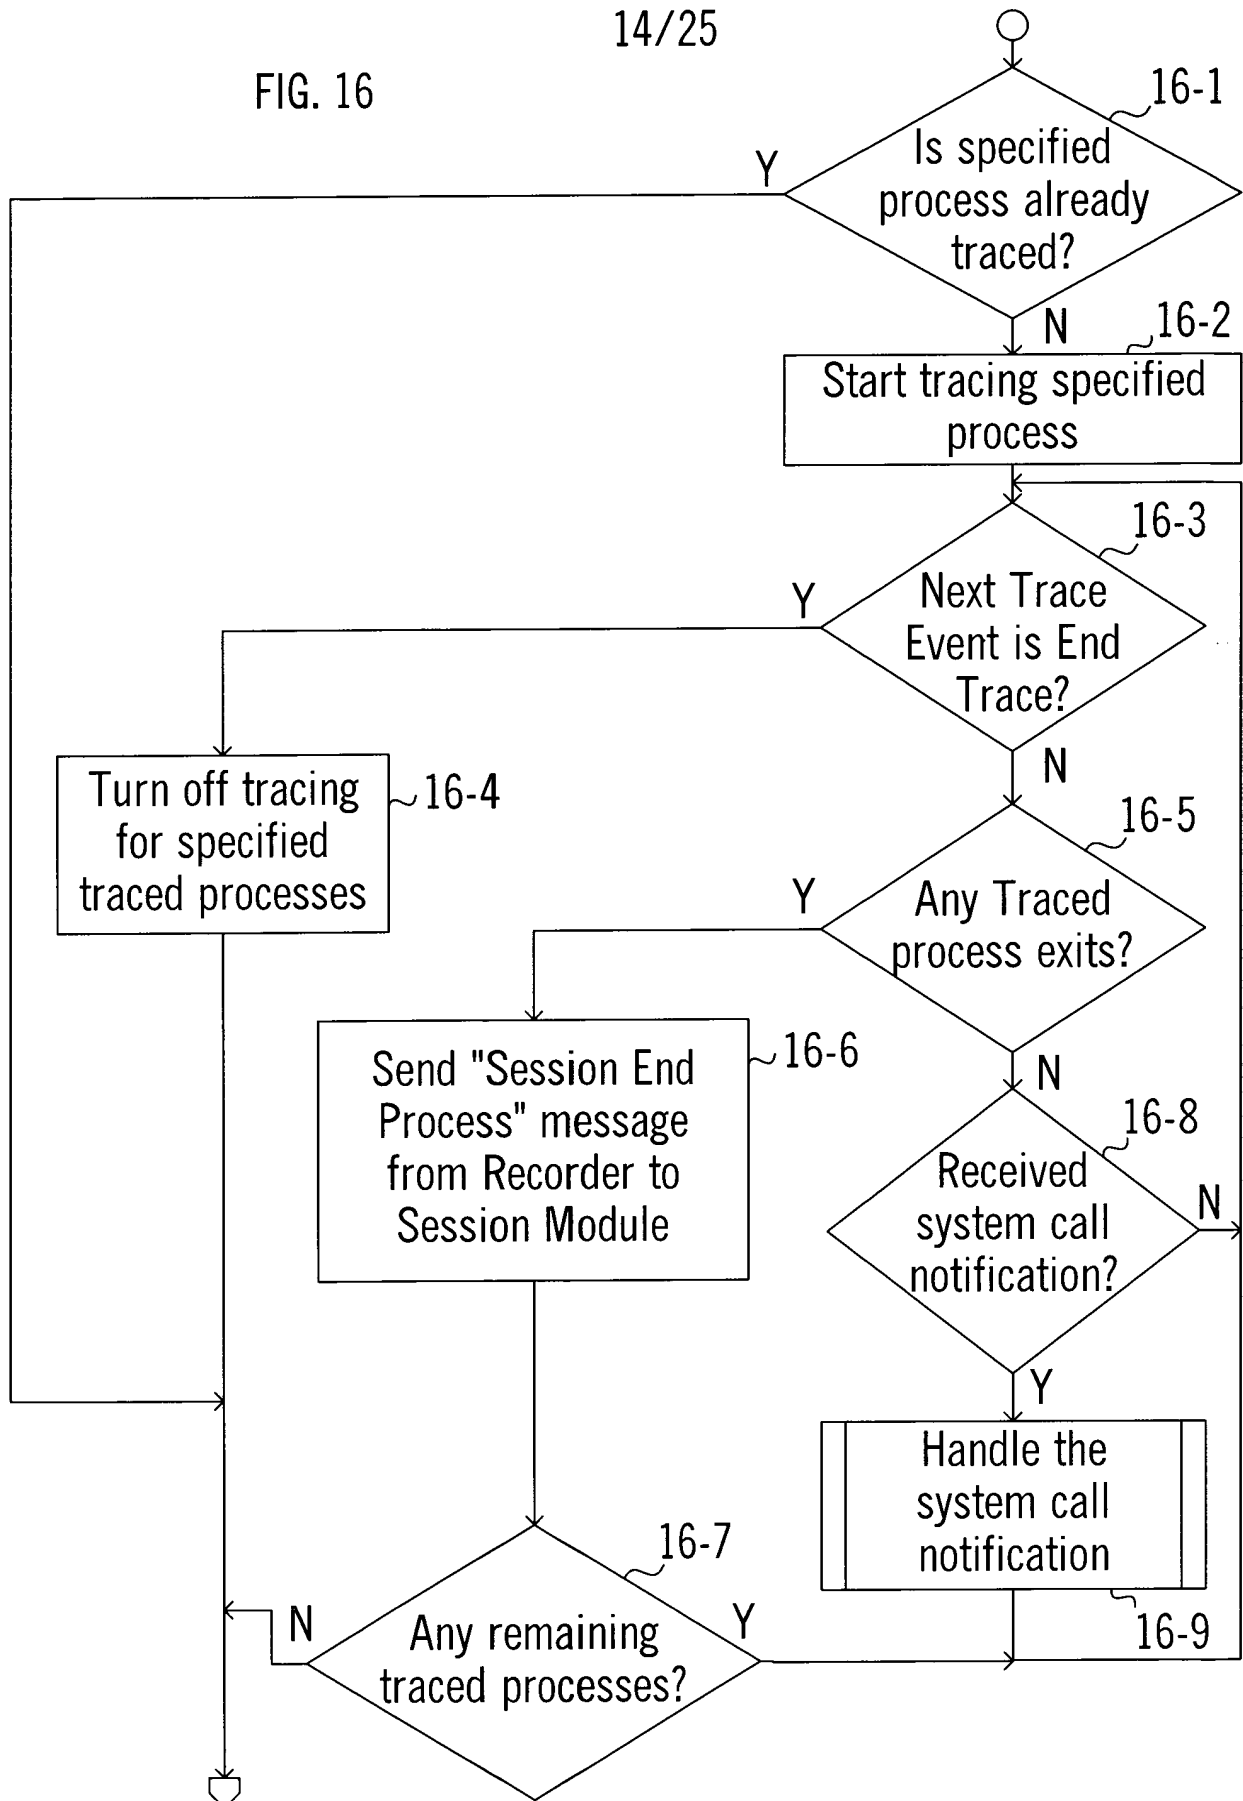 14/25
FIG. 16
16-1
Is specified
process already
traced?
Y
N
16-2
Start tracing specified
process
16-3
Next Trace
Event is End
Trace?
Y
N
Turn off tracing
for specified
traced processes
16-4
16-5
Any Traced
process exits?
Y
N
Send "Session End
Process" message
from Recorder to
Session Module
16-6
16-8
Received
system call
notification?
N
Y
Handle the
system call
notification
16-9
16-7
Any remaining
traced processes?
N
Y